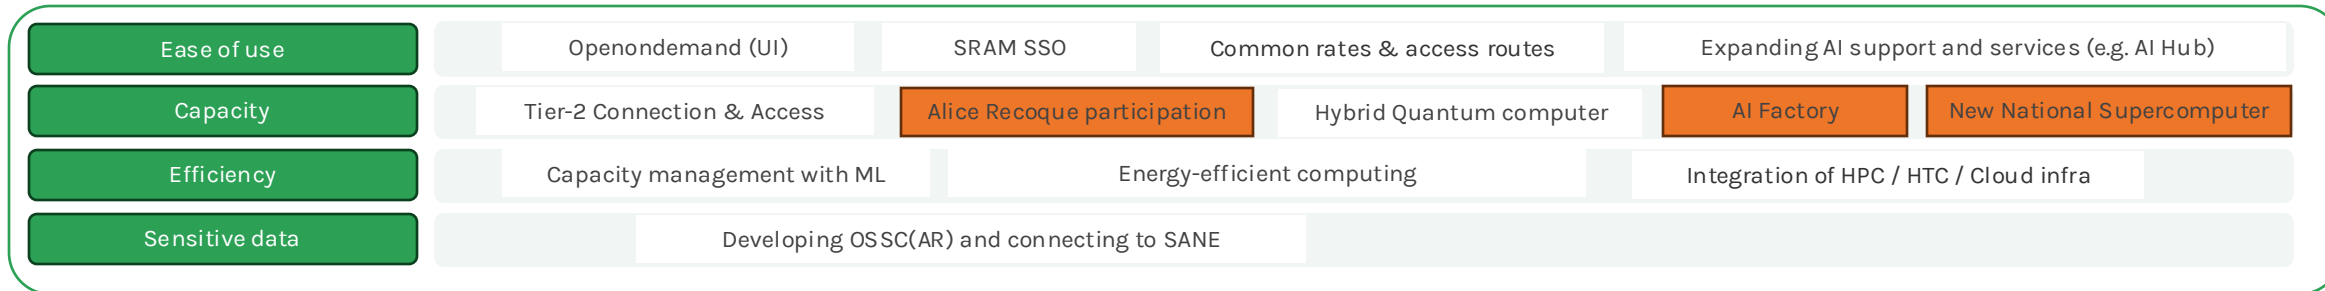 Ease of use
Openondemand (UI)
SRAM SSO
Common rates & access routes
Expanding AI support and services (e.g. AI Hub)
Capacity
Tier-2 Connection & Access
Alice Recoque participation
Hybrid Quantum computer
AI Factory
New National Supercomputer
Efficiency
Capacity management with ML
Energy-efficient computing
Integration of HPC / HTC / Cloud infra
Sensitive data
Developing OSSC(AR) and connecting to SANE